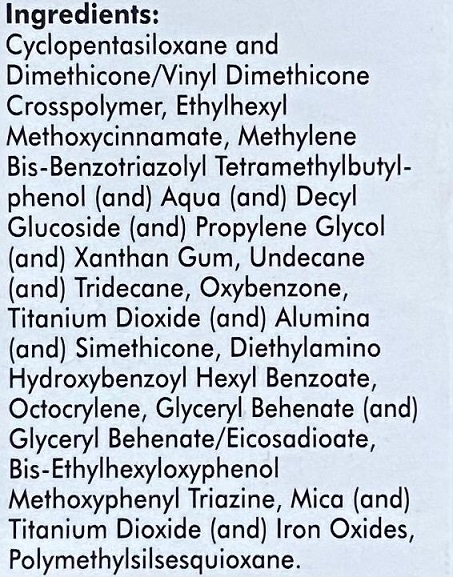 Ingredients:
Cyclopentasiloxane and
Dimethicone/Vinyl Dimethicone
Crosspolymer, Ethylhexyl
Methoxycinnamate, Methylene
Bis-Benzotriazolyl Tetramethylbutyl-
phenol (and) Aqua (and) Decyl
Glucoside (and) Propylene Glycol
(and) Xanthan Gum, Undecane
(and) Tridecane, Oxybenzone,
Titanium Dioxide (and) Alumina
(and) Simethicone, Diethylamino
Hydroxybenzoyl Hexyl Benzoate,
Octocrylene, Glyceryl Behenate (and)
Glyceryl Behenate/Eicosadioate,
Bis-Ethylhexyloxyphenol
Methoxyphenyl Triazine, Mica (and)
Titanium Dioxide (and) Iron Oxides,
Polymethylsilsesquioxane.